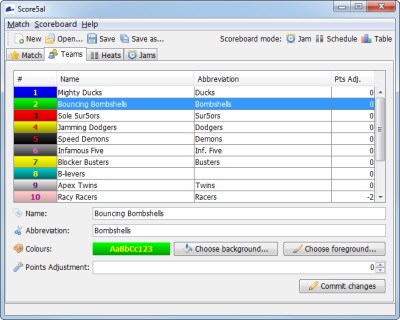 Score5al
Match Scoreboard Help
New Open... Save Save as... Scoreboard mode: Jam Schedule Table
Match Teams Heats Jams
# Name Abbreviation Pts Adj.
1 Mighty Ducks Ducks 0
2 Bouncing Bombshells Bombshells 0
3 Sole Sur5ors Sur5ors 0
4 Jamming Dodgers Dodgers 0
5 Speed Demons Demons 0
6 Infamous Five Inf. Five 0
7 Blocker Busters Busters 0
8 B-lievers 0
9 Apex Twins Twins 0
10 Racy Racers Racers -2
Name: Bouncing Bombshells
Abbreviation: Bombshells
Colours: AaBbCc123 Choose background... Choose foreground...
Points Adjustment: 0
Commit changes